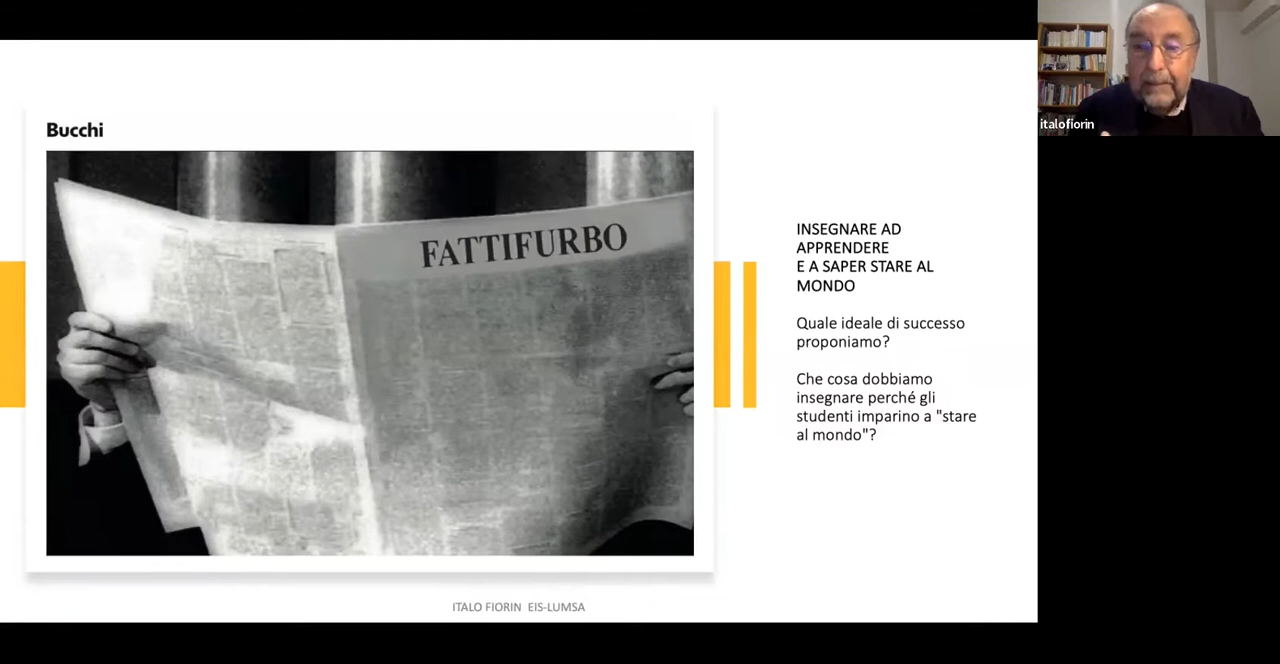 Bucchi
FATTIFURBO
INSEGNARE AD
APPRENDERE
E A SAPER STARE AL
MONDO
Quale ideale di successo
proponiamo?
Che cosa dobbiamo
insegnare perché gli
studenti imparino a "stare
al mondo"?
ITALO FIORIN EIS-LUMSA
italofiorin